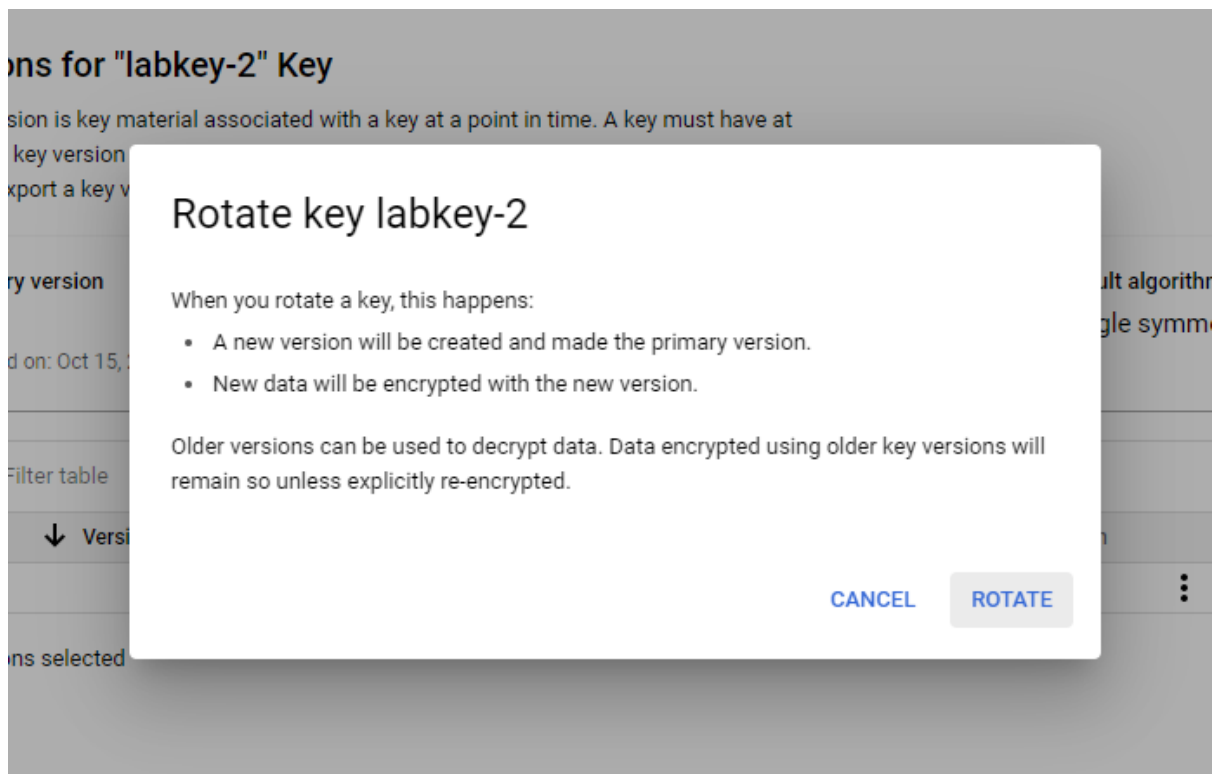 ons for "labkey-2" Key
sion is key material associated with a key at a point in time. A key must have at
key version
xport a key v
Rotate key labkey-2
ry version
ult algorithr
When you rotate a key, this happens:
gle symme
• A new version will be created and made the primary version.
d on: Oct 15,
• New data will be encrypted with the new version.
Older versions can be used to decrypt data. Data encrypted using older key versions will
remain so unless explicitly re-encrypted.
Filter table
Versi
n
CANCEL ROTATE
ons selected